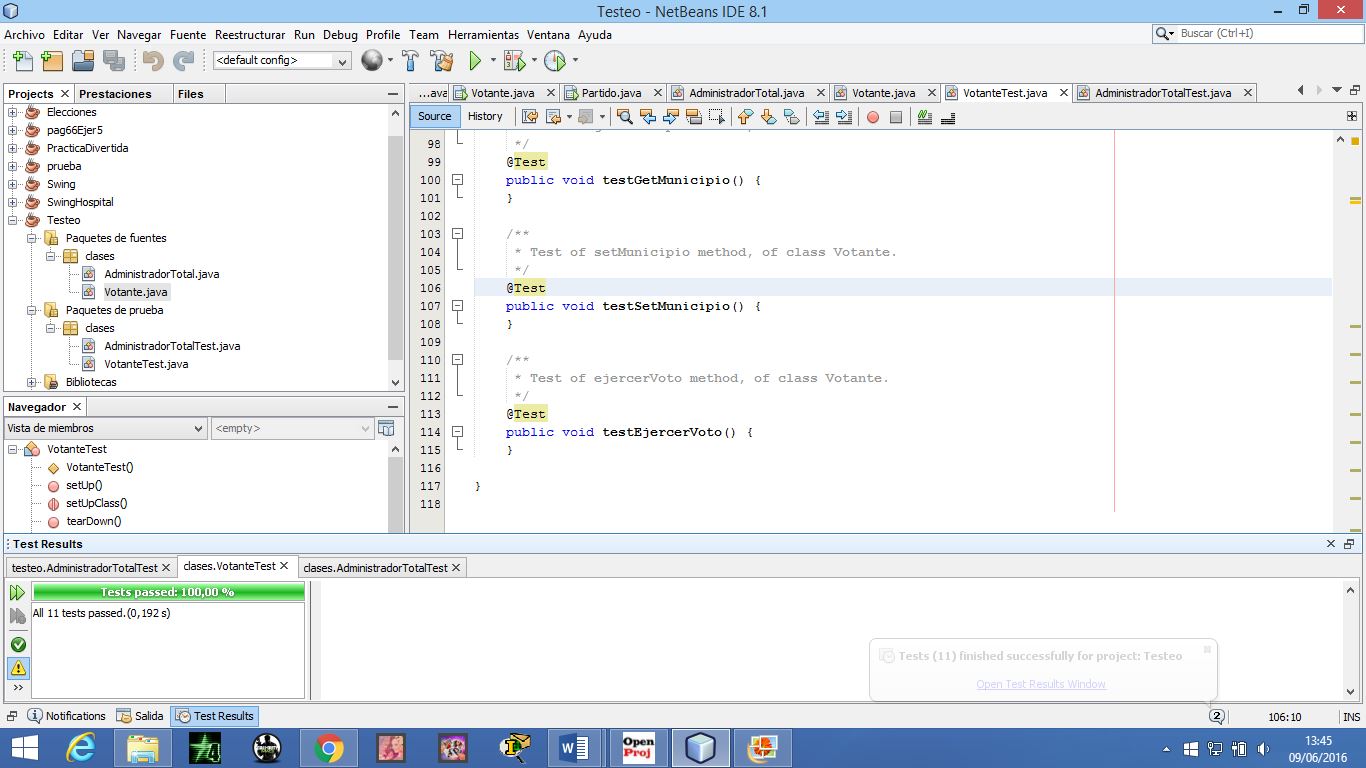 Testeo - NetBeans IDE 8.1
Archivo Editar Ver Navegar Fuente Reestructurar Run Debug Profile Team Herramientas Ventana Ayuda
Buscar (Ctrl+I)
<default config>
Projects Prestaciones Files
...ava Votante.java Partido.java AdministradorTotal.java Votante.java VotanteTest.java AdministradorTotalTest.java
Source History
Elecciones
pag66Ejer5
PracticaDivertida
prueba
Swing
SwingHospital
Testeo
Paquetes de fuentes
clases
AdministradorTotal.java
Votante.java
Paquetes de prueba
clases
AdministradorTotalTest.java
VotanteTest.java
Bibliotecas
98 */
99 @Test
100 public void testGetMunicipio() {
101 }
102
103 /**
104 * Test of setMunicipio method, of class Votante.
105 */
106 @Test
107 public void testSetMunicipio() {
108 }
109
110 /**
111 * Test of ejercerVoto method, of class Votante.
112 */
113 @Test
114 public void testEjercerVoto() {
115 }
116
117 }
118
Navegador
Vista de miembros <empty>
VotanteTest
VotanteTest()
setUp()
setUpClass()
tearDown()
Test Results
testeo.AdministradorTotalTest clases.VotanteTest clases.AdministradorTotalTest
Tests passed: 100,00 %
All 11 tests passed.(0,192 s)
Tests (11) finished successfully for project: Testeo
Open Test Results Window
Notifications Salida Test Results
2 106:10 INS
Open
Proj
13:45
09/06/2016